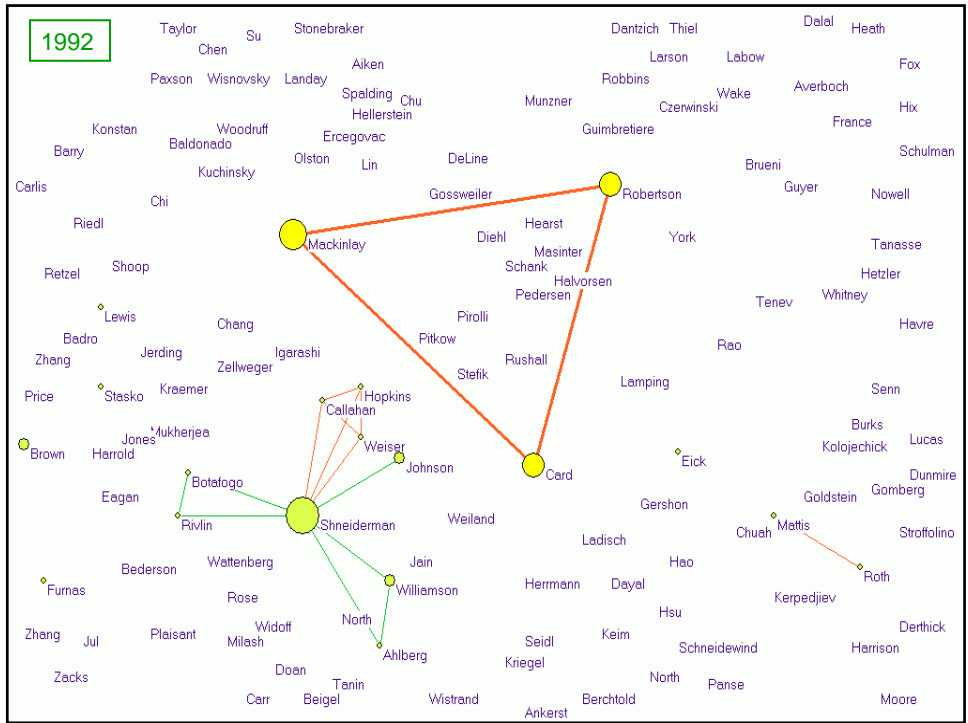 1992
Taylor
Su
Stonebraker
Dantzich
Thiel
Dalal
Heath
Chen
Aiken
Larson
Labow
Fox
Paxson
Wisnovsky
Landay
Robbins
Averboch
Spalding
Chu
Munzner
Wake
Hix
Hellerstein
Czerwinski
France
Konstan
Woodruff
Ercegovac
Guimbretiere
Barry
Baldonado
Olston
Lin
DeLine
Brueni
Schulman
Kuchinsky
Carlis
Gossweiler
Robertson
Guyer
Nowell
Chi
Riedl
Mackinlay
Diehl
Hearst
York
Tanasse
Masinter
Retzel
Shoop
Schank
Halvorsen
Hetzler
Pedersen
Tenev
Whitney
Lewis
Chang
Pirolli
Havre
Badro
Pitkow
Rao
Zhang
Jerding
Igarashi
Rushall
Zellweger
Stefik
Price
Stasko
Kraemer
Hopkins
Lamping
Senn
Callahan
Burks
Jones
Mukherjea
Weiser
Kolojechick
Lucas
Brown
Harrold
Johnson
Card
Eick
Dunmire
Botafogo
Goldstein
Gomberg
Eagan
Gershon
Rivlin
Shneiderman
Weiland
Mattis
Chuah
Stroffolino
Ladisch
Bederson
Wattenberg
Jain
Hao
Roth
Furnas
Williamson
Herrmann
Dayal
Rose
Kerpedjiev
Hsu
North
Widoff
Derthick
Zhang
Jul
Plaisant
Milash
Seidl
Keim
Schneidewind
Harrison
Ahlberg
Kriegel
Zacks
Doan
Tanin
North
Panse
Carr
Beigel
Wistrand
Ankerst
Berchtold
Moore